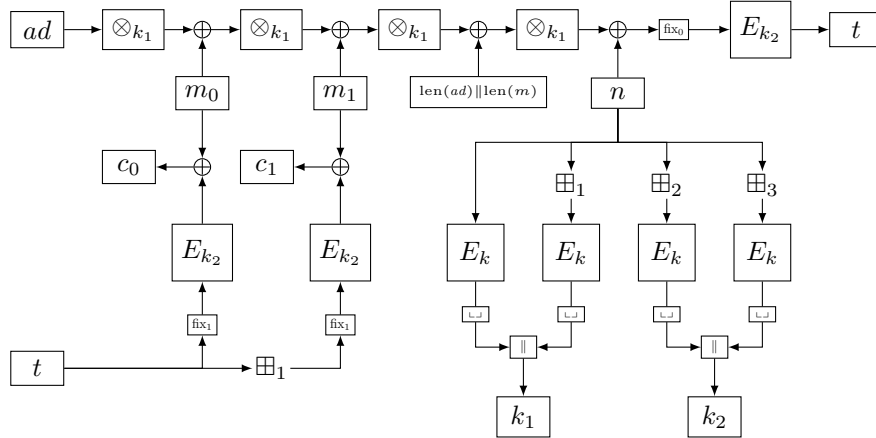 ad ⊗k₁ ⊕ ⊗k₁ ⊕ ⊗k₁ ⊕ ⊗k₁ ⊕ fix₀ Eₖ₂ t
m₀ m₁ len(ad)‖len(m) n
c₀ ⊕ c₁ ⊕ ⊞₁ ⊞₂ ⊞₃
Eₖ₂ Eₖ₂ Eₖ Eₖ Eₖ Eₖ
fix₁ fix₁ ⌞⌟ ⌞⌟ ⌞⌟ ⌞⌟
t ⊞₁ ‖ ‖
k₁ k₂